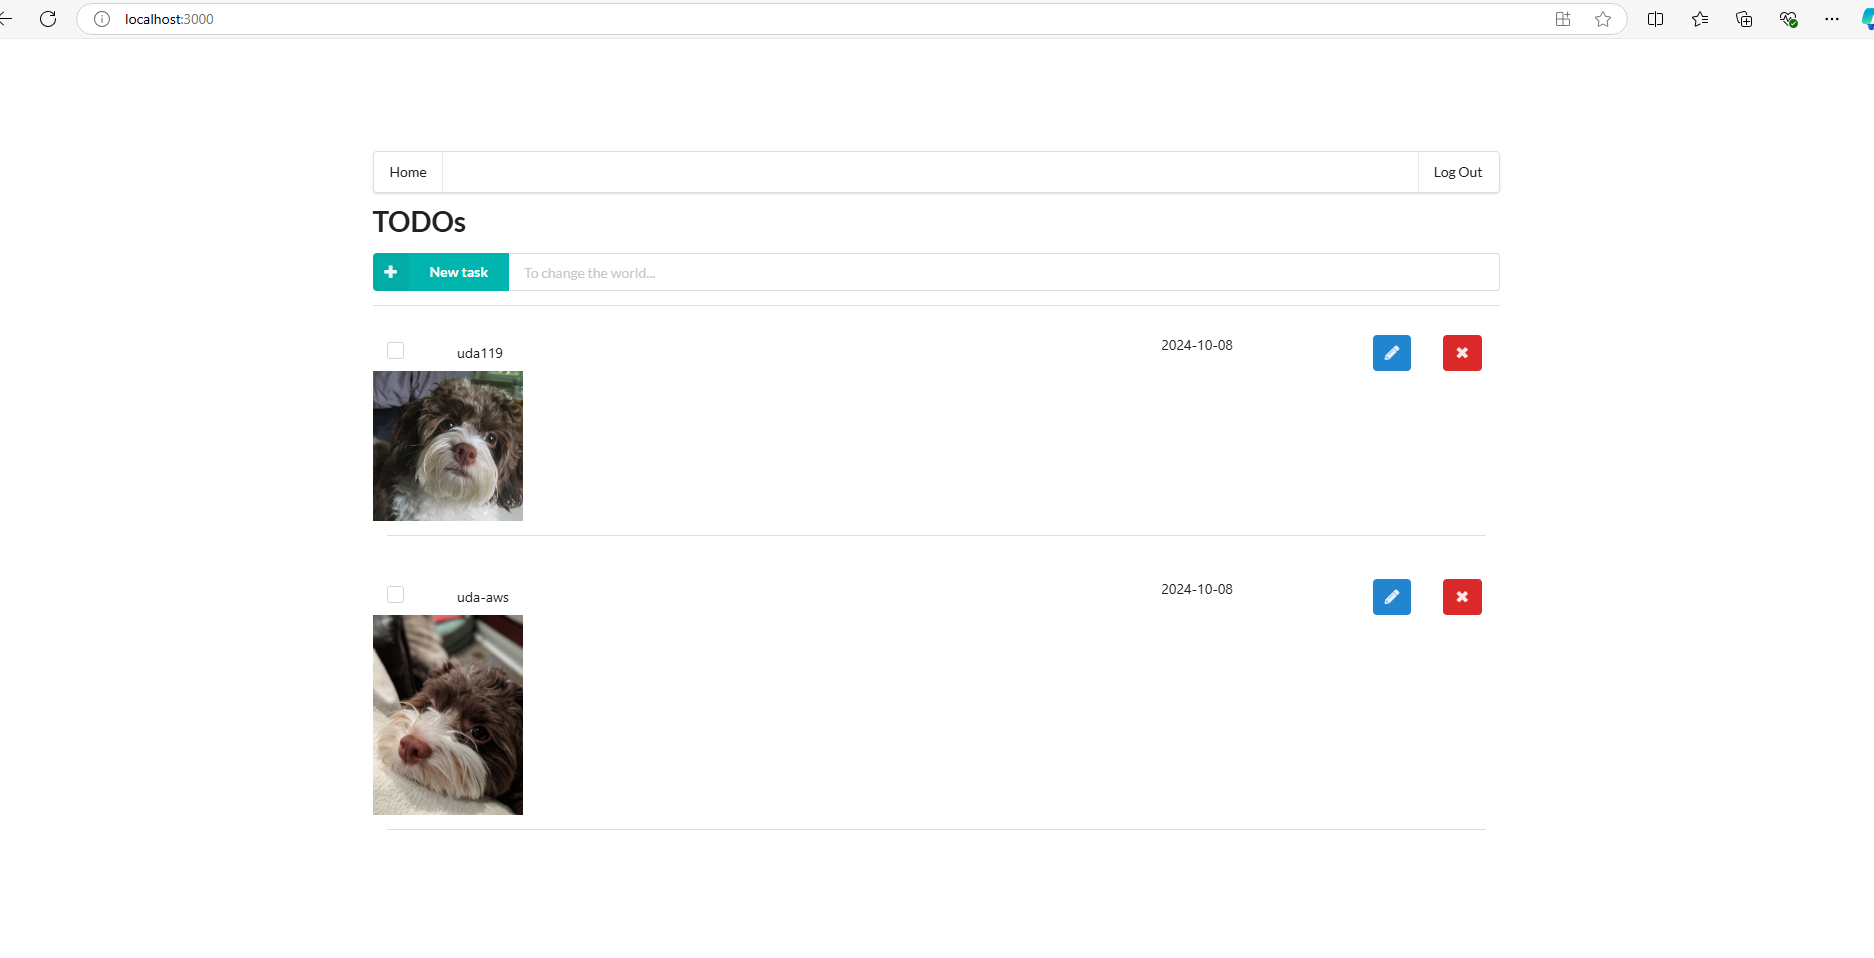 localhost:3000
Home
Log Out
TODOs
New task
To change the world...
uda119
2024-10-08
uda-aws
2024-10-08